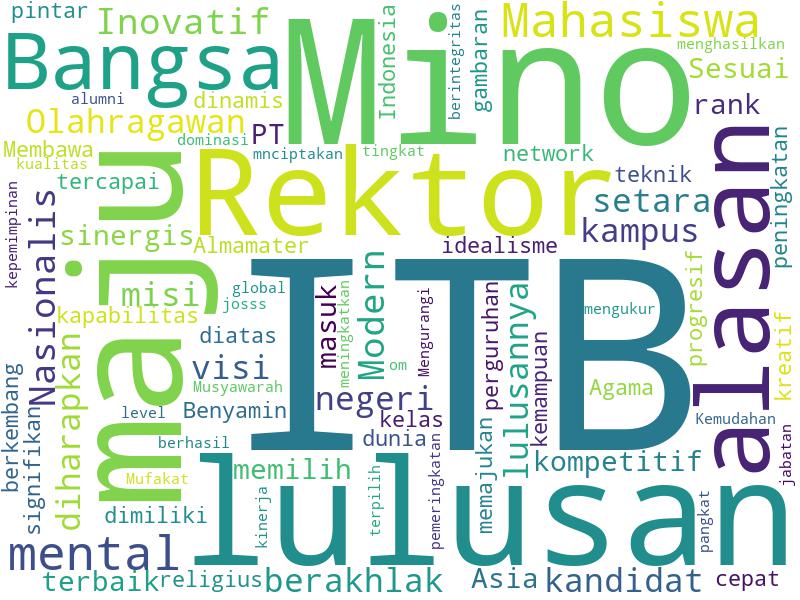 pintar
Inovatif
Mino
Indonesia
berintegritas
gambaran
Mahasiswa
menghasilkan
Bangsa
Sesuai
alumni
dinamis
rank
Olahragawan
PT
dominasi
Membawa
kualitas
mnciptakan
tingkat
network
alasan
peningkatan
maju
tercapai
Rektor
teknik
setara
kepemimpinan
Nasionalis
sinergis
Almamater
idealisme
kampus
misi
global
josss
masuk
meningkatkan
Modern
ITB
Mengurangi
perguruhan
lulusannya
kemampuan
mengukur
progresif
kreatif
kapabilitas
diharapkan
diatas
visi
Musyawarah
om
Agama
negeri
level
Benyamin
kelas
Kemudahan
berkembang
signifikan
berhasil
dunia
memajukan
jabatan
Mufakat
lulusan
memilih
kompetitif
terpilih
pemeringkatan
kinerja
pangkat
dimiliki
mental
terbaik
religius
berakhlak
Asia
kandidat
cepat